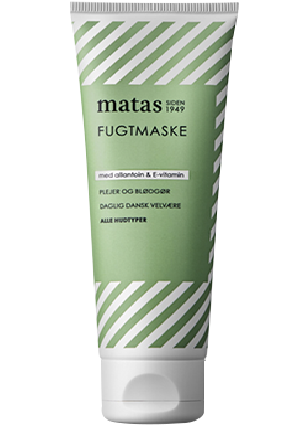 matas SIDEN 1949
FUGTMASKE
med allantoin & E-vitamin
PLEJER OG BLØDGØR
DAGLIG DANSK VELVÆRE
ALLE HUDTYPER